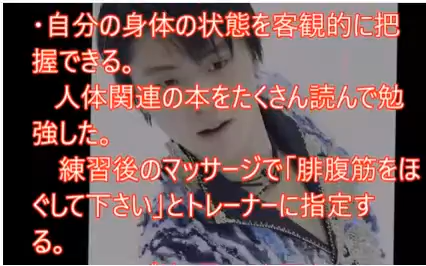 ・自分の身体の状態を客観的に把
握できる。
　人体関連の本をたくさん読んで勉
強した。
　練習後のマッサージで「腓腹筋をほ
ぐして下さい」とトレーナーに指定す
る。